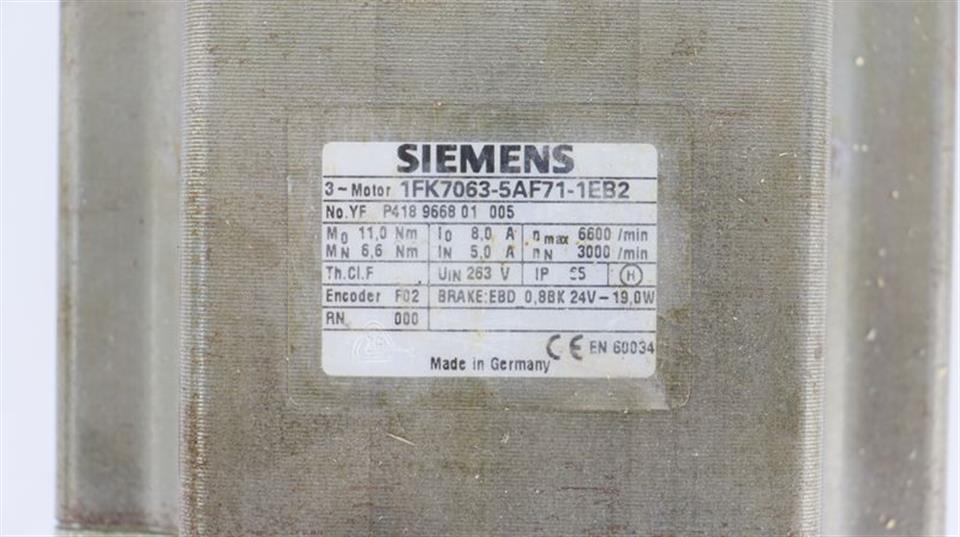 SIEMENS
3~Motor 1FK7063-5AF71-1EB2
No.YF P418 9668 01 005
M0 11,0 Nm I0 8,0 A nmax 6600 /min
MN 6,6 Nm IN 5,0 A nN 3000 /min
Th.Cl.F UIN 263 V IP H
Encoder F02 BRAKE:EBD 0,8BK 24V-19,0W
RN 000
CE EN 60034
Made in Germany